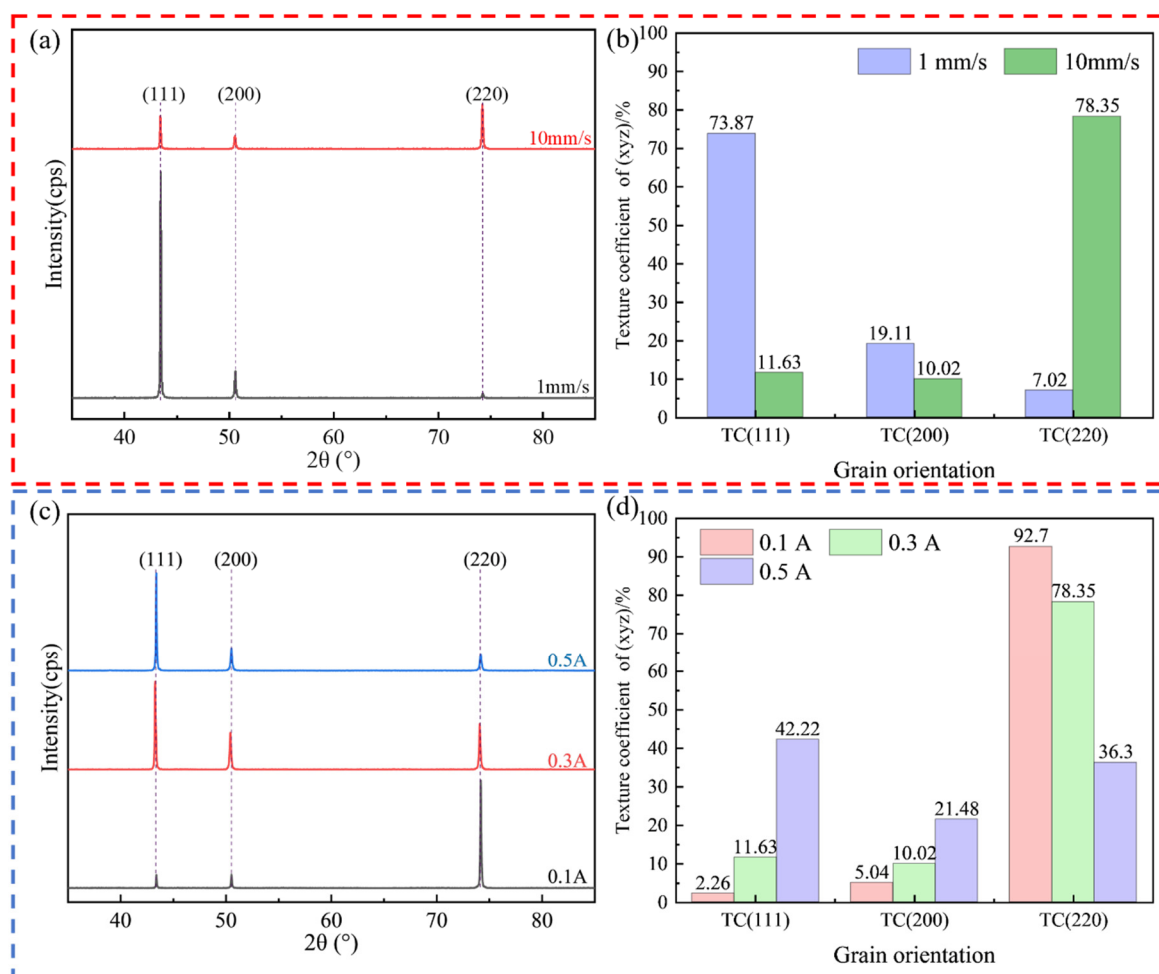 (a)
(111)
(200)
(220)
10mm/s
1mm/s
Intensity(cps)
40
50
60
70
80
2θ (°)
(b)
1 mm/s
10mm/s
Texture coefficient of (xyz)/%
100
90
80
70
60
50
40
30
20
10
0
73.87
11.63
19.11
10.02
7.02
78.35
TC(111)
TC(200)
TC(220)
Grain orientation
(c)
(111)
(200)
(220)
0.5A
0.3A
0.1A
Intensity(cps)
40
50
60
70
80
2θ (°)
(d)
0.1 A
0.3 A
0.5 A
Texture coefficient of (xyz)/%
100
90
80
70
60
50
40
30
20
10
0
2.26
11.63
42.22
5.04
10.02
21.48
92.7
78.35
36.3
TC(111)
TC(200)
TC(220)
Grain orientation